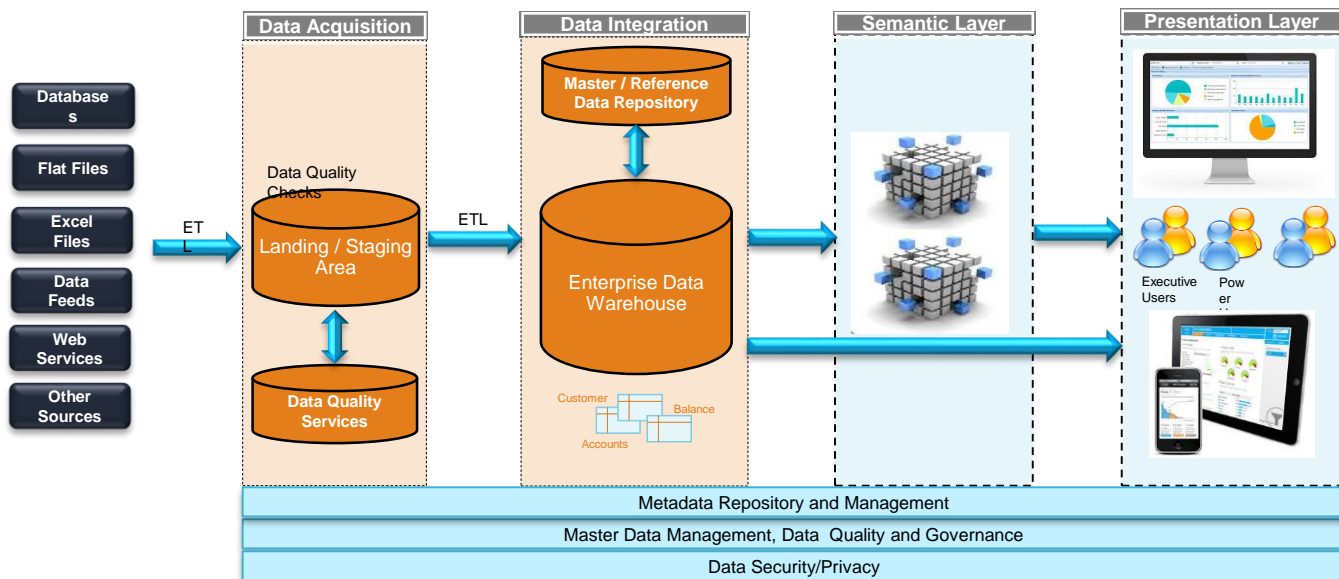 Data Acquisition
Data Integration
Semantic Layer
Presentation Layer
Database
s
Flat Files
Excel
Files
Data
Feeds
Web
Services
Other
Sources
ET
L
Data Quality
Checks
Landing / Staging
Area
Data Quality
Services
ETL
Master / Reference
Data Repository
Enterprise Data
Warehouse
Customer
Balance
Accounts
Executive
Users
Pow
er
Metadata Repository and Management
Master Data Management, Data  Quality and Governance
Data Security/Privacy